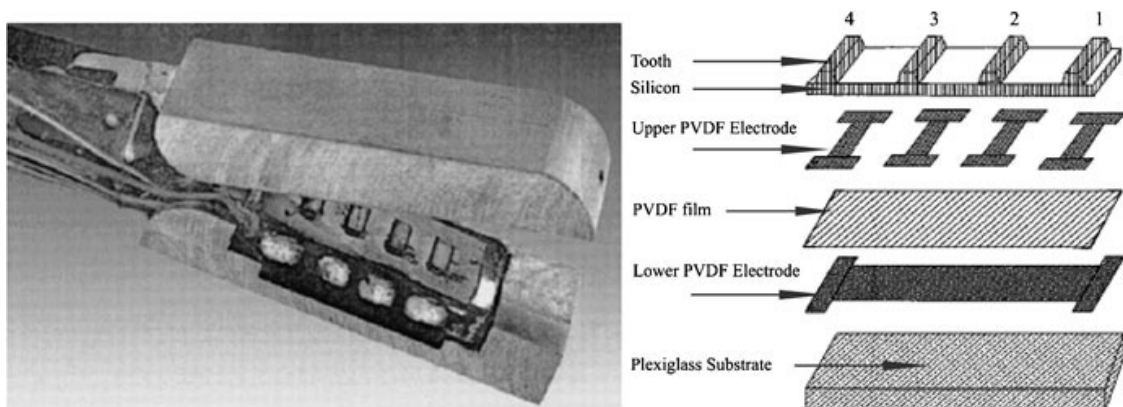 4 3 2 1
Tooth
Silicon
Upper PVDF Electrode
PVDF film
Lower PVDF Electrode
Plexiglass Substrate